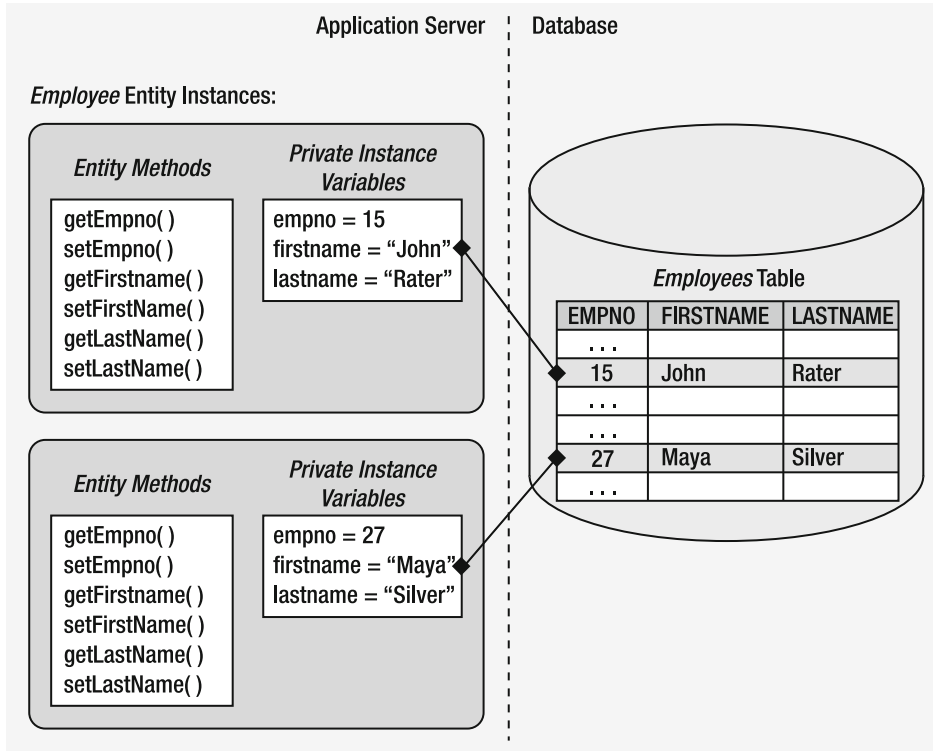 Application Server
Database
Employee Entity Instances:
Entity Methods
getEmpno( )
setEmpno( )
getFirstname( )
setFirstName( )
getLastName( )
setLastName( )
Private Instance
Variables
empno = 15
firstname = “John”
lastname = “Rater”
Entity Methods
getEmpno( )
setEmpno( )
getFirstname( )
setFirstName( )
getLastName( )
setLastName( )
Private Instance
Variables
empno = 27
firstname = “Maya”
lastname = “Silver”
Employees Table
EMPNO FIRSTNAME LASTNAME
. . .
15 John Rater
. . .
. . .
27 Maya Silver
. . .